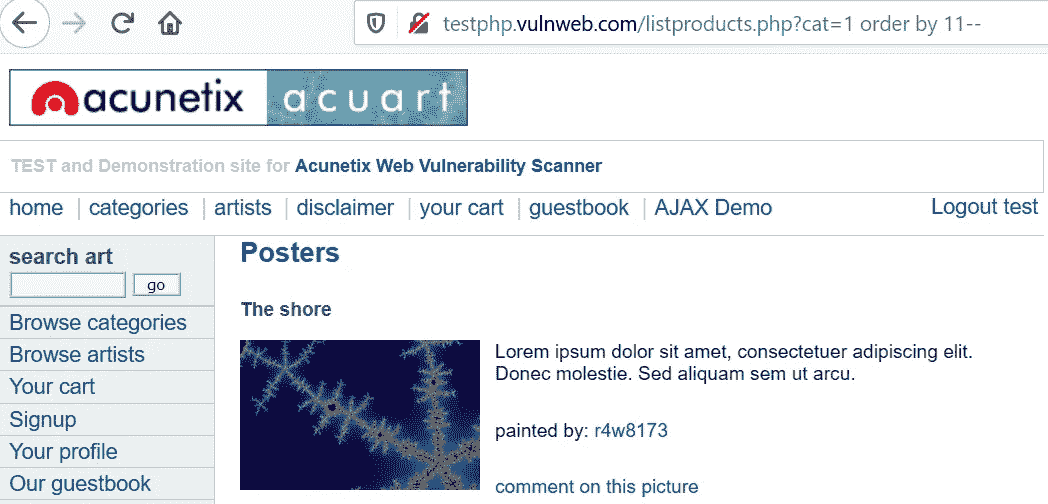 testphp.vulnweb.com/listproducts.php?cat=1 order by 11--
acunetix acuart
TEST and Demonstration site for Acunetix Web Vulnerability Scanner
home | categories | artists | disclaimer | your cart | guestbook | AJAX Demo Logout test
search art
go
Browse categories
Browse artists
Your cart
Signup
Your profile
Our guestbook
Posters
The shore
Lorem ipsum dolor sit amet, consectetuer adipiscing elit.
Donec molestie. Sed aliquam sem ut arcu.
painted by: r4w8173
comment on this picture